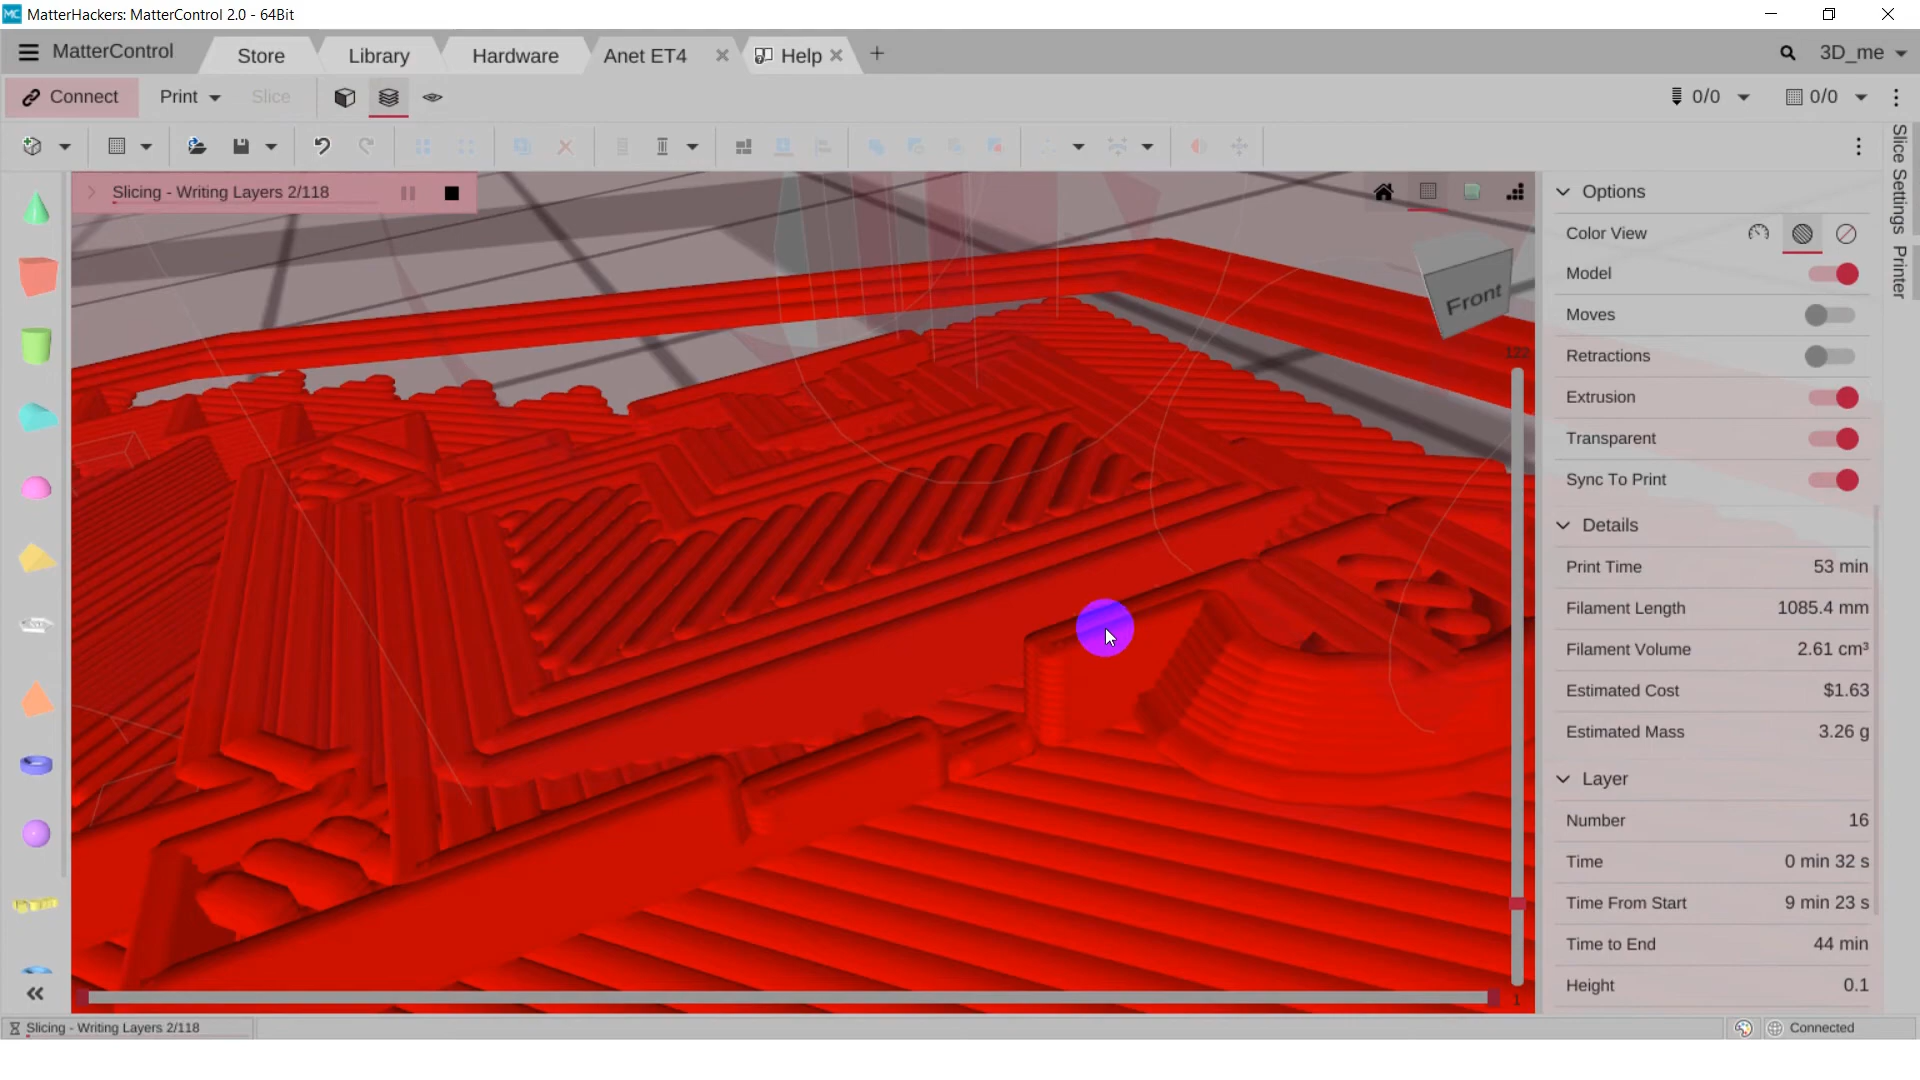 MatterHackers: MatterControl 2.0 - 64Bit
MatterControl
Store
Library
Hardware
Anet ET4
Help
3D_me
Connect
Print
Slice
0/0
0/0
Slicing - Writing Layers 2/118
Front
122
1
Options
Color View
Model
Moves
Retractions
Extrusion
Transparent
Sync To Print
Details
Print Time 53 min
Filament Length 1085.4 mm
Filament Volume 2.61 cm³
Estimated Cost $1.63
Estimated Mass 3.26 g
Layer
Number 16
Time 0 min 32 s
Time From Start 9 min 23 s
Time to End 44 min
Height 0.1
Slice Settings
Printer
Slicing - Writing Layers 2/118
Connected